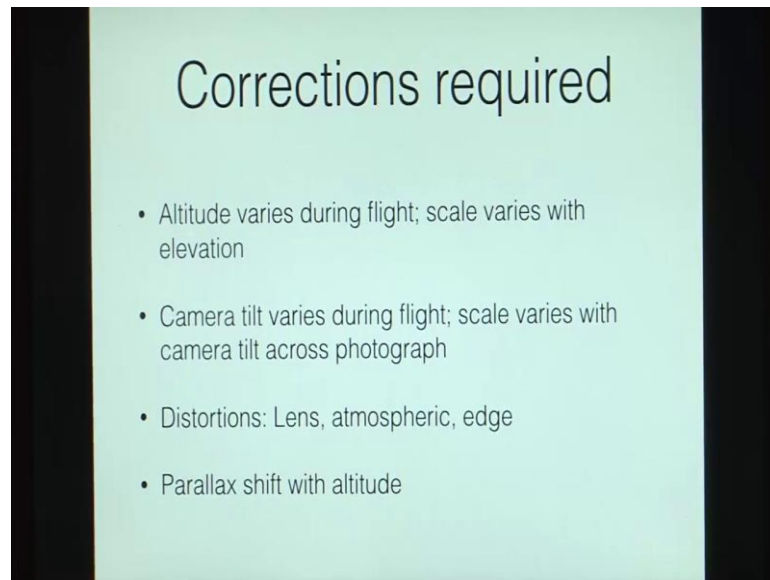 Corrections required
• Altitude varies during flight; scale varies with
elevation
• Camera tilt varies during flight; scale varies with
camera tilt across photograph
• Distortions: Lens, atmospheric, edge
• Parallax shift with altitude